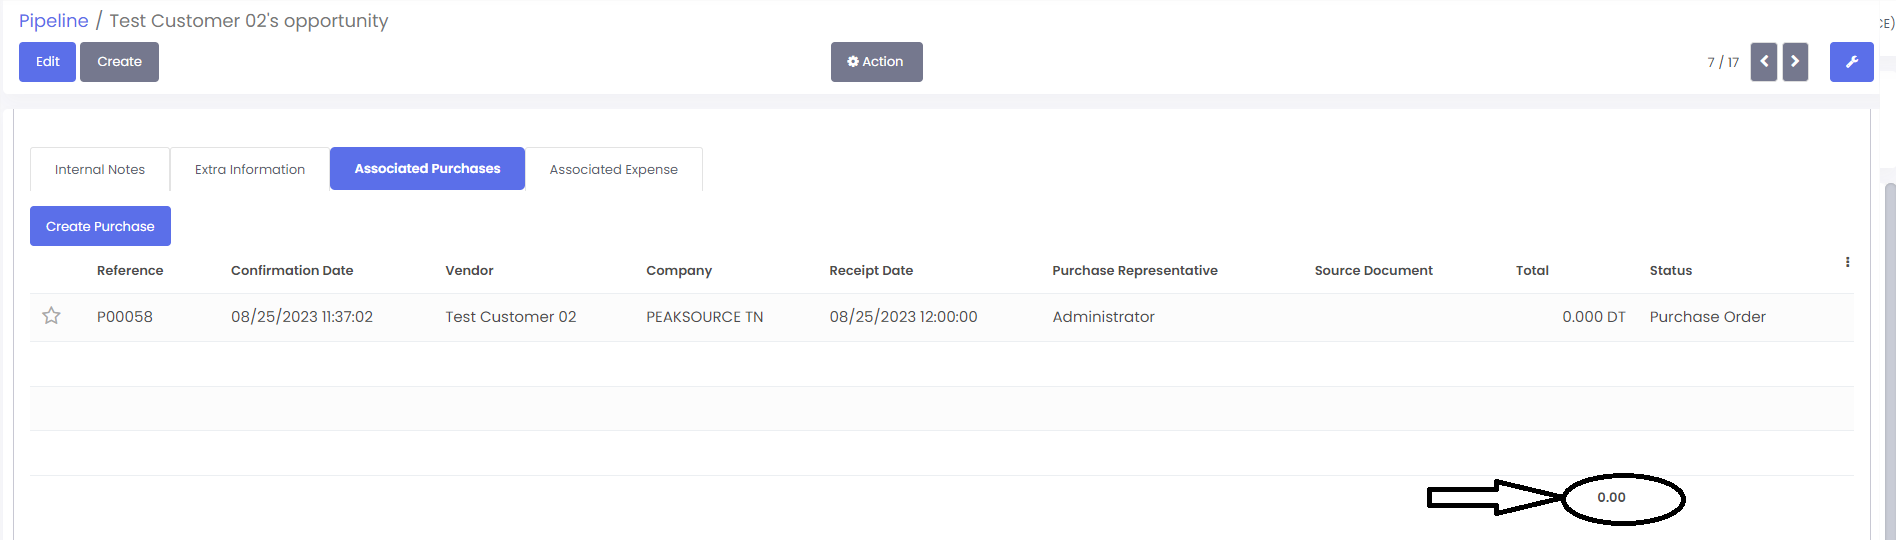 Pipeline / Test Customer 02's opportunity
CE)
Edit Create Action 7 / 17
Internal Notes Extra Information Associated Purchases Associated Expense
Create Purchase
Reference Confirmation Date Vendor Company Receipt Date Purchase Representative Source Document Total Status
P00058 08/25/2023 11:37:02 Test Customer 02 PEAKSOURCE TN 08/25/2023 12:00:00 Administrator 0.000 DT Purchase Order
0.00